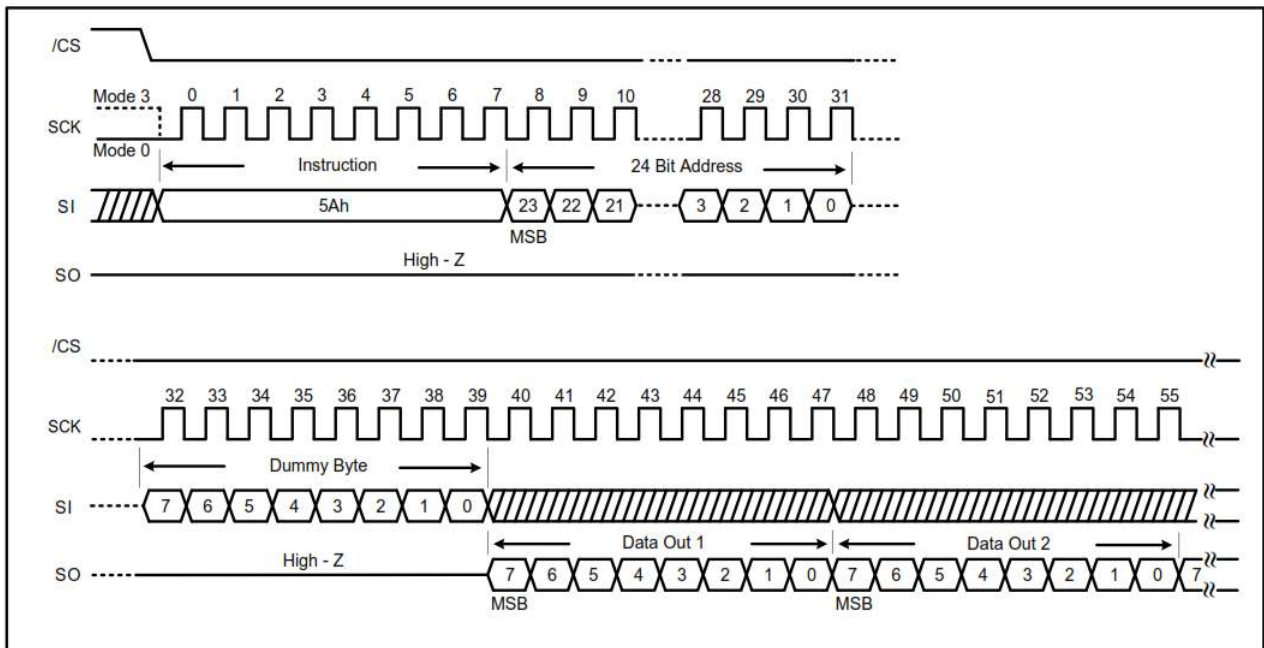 /CS
Mode 3 0 1 2 3 4 5 6 7 8 9 10 28 29 30 31
SCK
Mode 0
Instruction 24 Bit Address
SI 5Ah 23 22 21 3 2 1 0
MSB
High - Z
SO
/CS
32 33 34 35 36 37 38 39 40 41 42 43 44 45 46 47 48 49 50 51 52 53 54 55
SCK
Dummy Byte
SI 7 6 5 4 3 2 1 0
Data Out 1 Data Out 2
High - Z
SO 7 6 5 4 3 2 1 0 7 6 5 4 3 2 1 0 7
MSB MSB